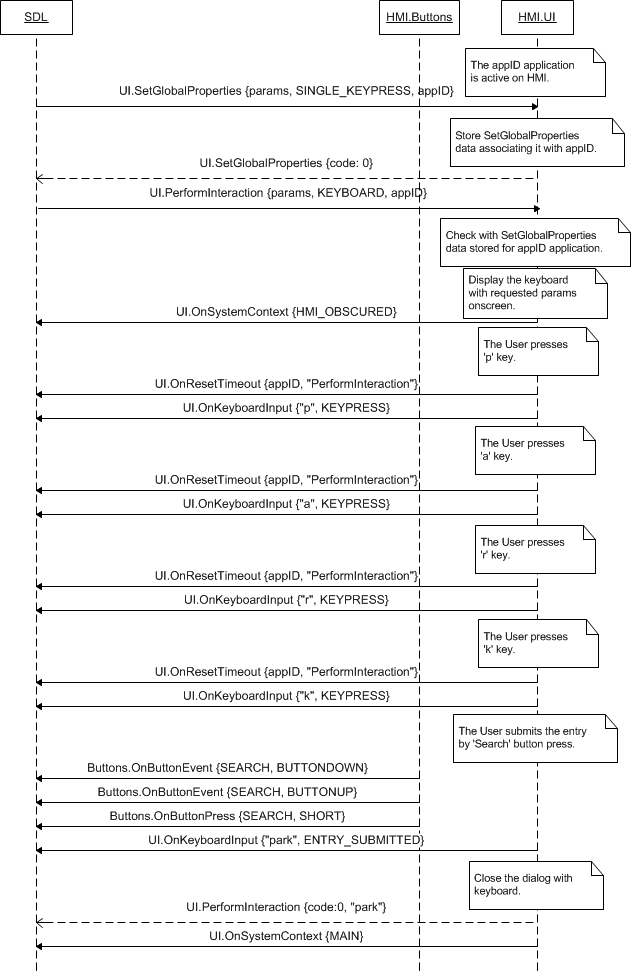 SDL
HMI.Buttons
HMI.UI
The appID application
is active on HMI.
UI.SetGlobalProperties {params, SINGLE_KEYPRESS, appID}
Store SetGlobalProperties
data associating it with appID.
UI.SetGlobalProperties {code: 0}
UI.PerformInteraction {params, KEYBOARD, appID}
Check with SetGlobalProperties
data stored for appID application.
Display the keyboard
with requested params
onscreen.
UI.OnSystemContext {HMI_OBSCURED}
The User presses
'p' key.
UI.OnResetTimeout {appID, "PerformInteraction"}
UI.OnKeyboardInput {"p", KEYPRESS}
The User presses
'a' key.
UI.OnResetTimeout {appID, "PerformInteraction"}
UI.OnKeyboardInput {"a", KEYPRESS}
The User presses
'r' key.
UI.OnResetTimeout {appID, "PerformInteraction"}
UI.OnKeyboardInput {"r", KEYPRESS}
The User presses
'k' key.
UI.OnResetTimeout {appID, "PerformInteraction"}
UI.OnKeyboardInput {"k", KEYPRESS}
The User submits the entry
by 'Search' button press.
Buttons.OnButtonEvent {SEARCH, BUTTONDOWN}
Buttons.OnButtonEvent {SEARCH, BUTTONUP}
Buttons.OnButtonPress {SEARCH, SHORT}
UI.OnKeyboardInput {"park", ENTRY_SUBMITTED}
Close the dialog with
keyboard.
UI.PerformInteraction {code:0, "park"}
UI.OnSystemContext {MAIN}